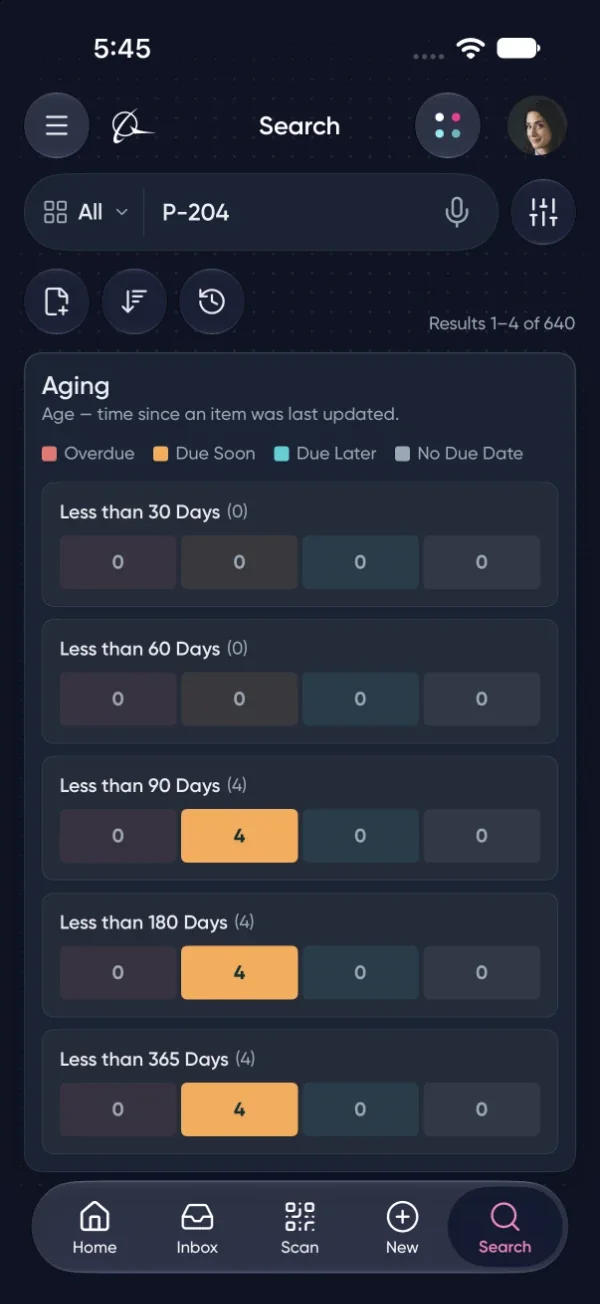 5:45
Search
All P-204
Results 1–4 of 640
Aging
Age – time since an item was last updated.
Overdue Due Soon Due Later No Due Date
Less than 30 Days (0)
0 0 0 0
Less than 60 Days (0)
0 0 0 0
Less than 90 Days (4)
0 4 0 0
Less than 180 Days (4)
0 4 0 0
Less than 365 Days (4)
0 4 0 0
Home Inbox Scan New Search